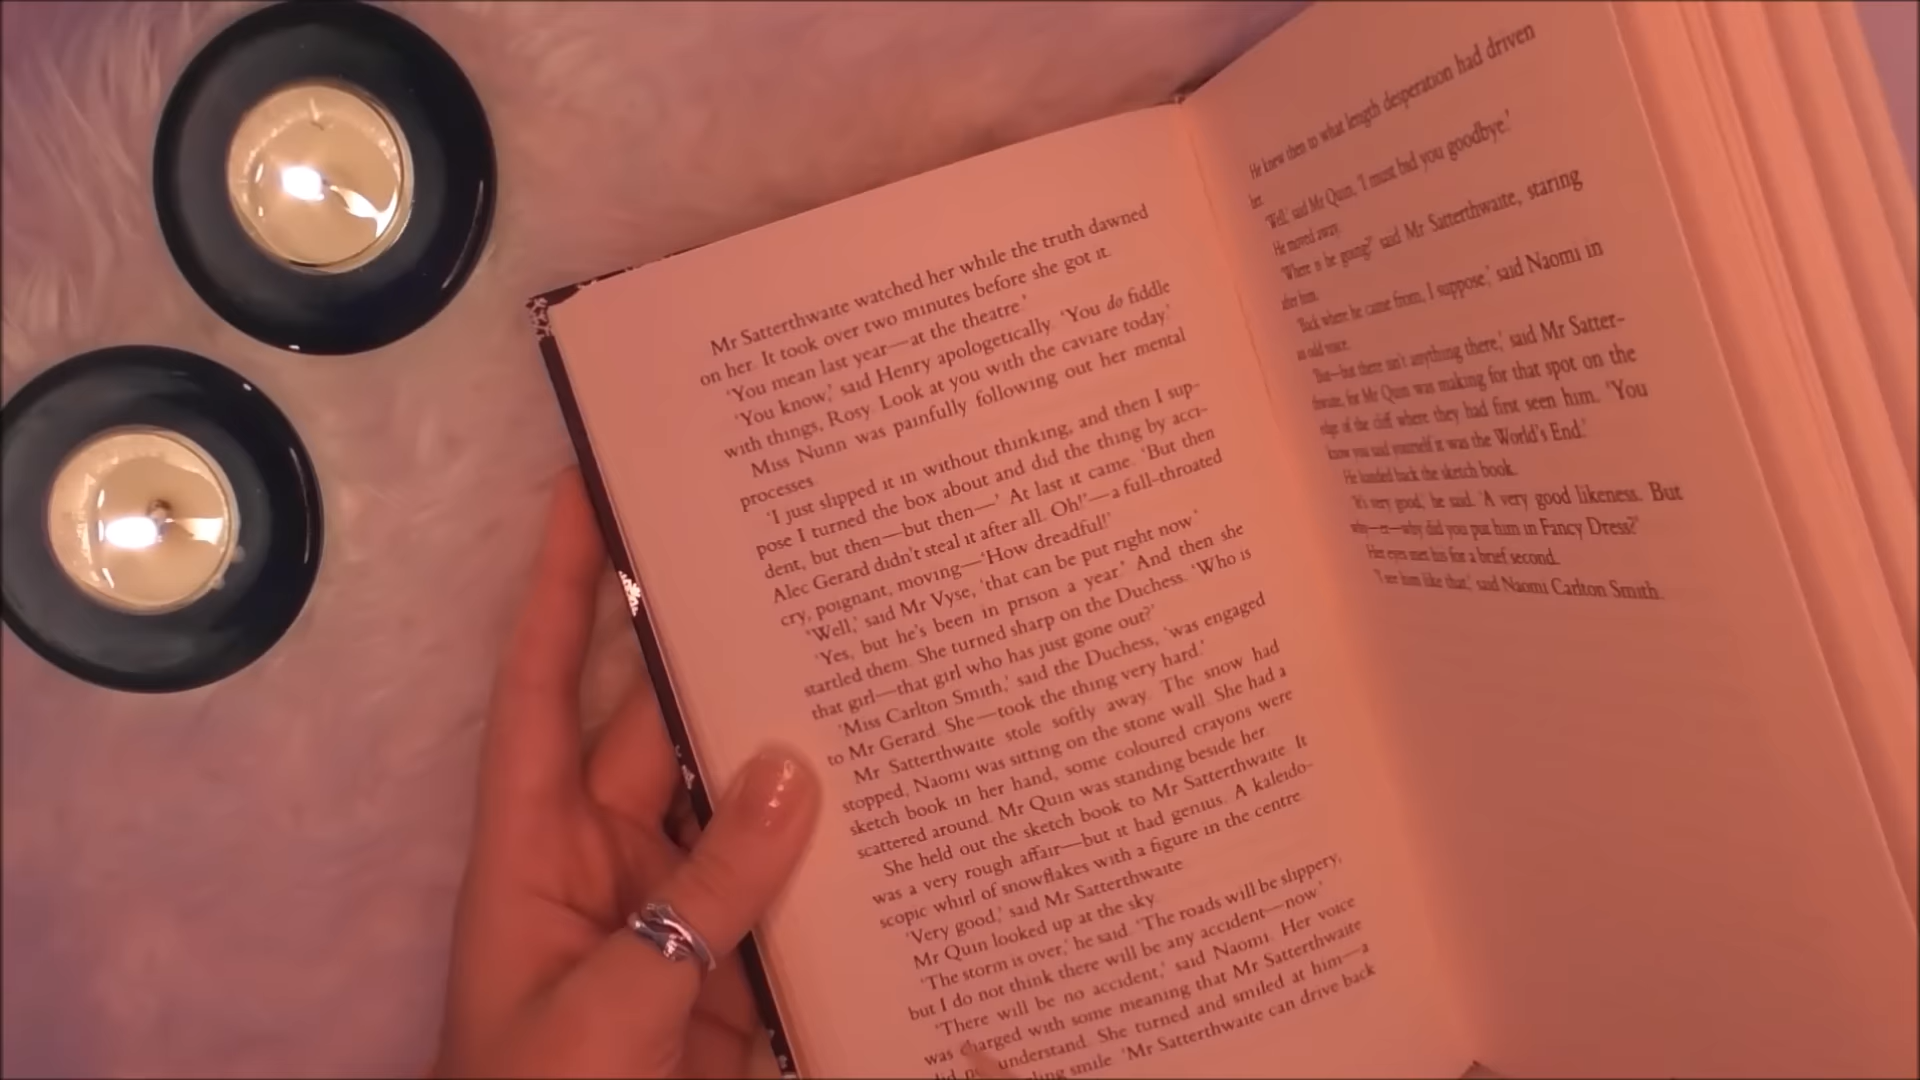 Mr Satterthwaite watched her while the truth dawned
on her. It took over two minutes before she got it.
'You mean last year—at the theatre.'
'You know,' said Henry apologetically. 'You do fiddle
with things, Rosy. Look at you with the caviare today.'
Miss Nunn was painfully following out her mental
processes.
'I just slipped it in without thinking, and then I sup-
pose I turned the box about and did the thing by acci-
dent, but then—but then—' At last it came. 'But then
Alec Gerard didn't steal it after all. Oh!'—a full-throated
cry, poignant, moving—'How dreadful!'
'Well,' said Mr Vyse, 'that can be put right now.'
'Yes, but he's been in prison a year.' And then she
startled them. She turned sharp on the Duchess. 'Who is
that girl—that girl who has just gone out?'
'Miss Carlton Smith,' said the Duchess, 'was engaged
to Mr Gerard. She—took the thing very hard.'
Mr Satterthwaite stole softly away. The snow had
stopped, Naomi was sitting on the stone wall. She had a
sketch book in her hand, some coloured crayons were
scattered around. Mr Quin was standing beside her.
She held out the sketch book to Mr Satterthwaite. It
was a very rough affair—but it had genius. A kaleido-
scopic whirl of snowflakes with a figure in the centre.
'Very good,' said Mr Satterthwaite.
Mr Quin looked up at the sky.
'The storm is over,' he said. 'The roads will be slippery,
but I do not think there will be any accident—now.'
'There will be no accident,' said Naomi. Her voice
was charged with some meaning that Mr Satterthwaite
did understand. She turned and smiled at him—a
smile. 'Mr Satterthwaite can drive back
He knew then to what length desperation had driven
her.
'Well,' said Mr Quin, 'I must bid you goodbye.'
He moved away.
'Where is he going?' said Mr Satterthwaite, staring
after him.
'Back where he came from, I suppose,' said Naomi in
an odd voice.
'But—but there isn't anything there,' said Mr Satter-
thwaite, for Mr Quin was making for that spot on the
edge of the cliff where they had first seen him. 'You
know you said yourself it was the World's End.'
He handed back the sketch book.
'It's very good,' he said. 'A very good likeness. But
why—er—why did you put him in Fancy Dress?'
Her eyes met his for a brief second.
'I see him like that,' said Naomi Carlton Smith.